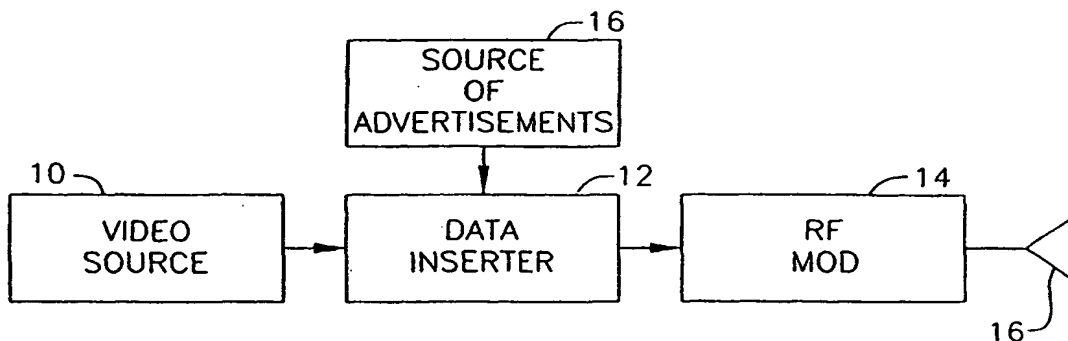 16
SOURCE
OF
ADVERTISEMENTS
10
12
14
VIDEO
SOURCE
DATA
INSERTER
RF
MOD
16